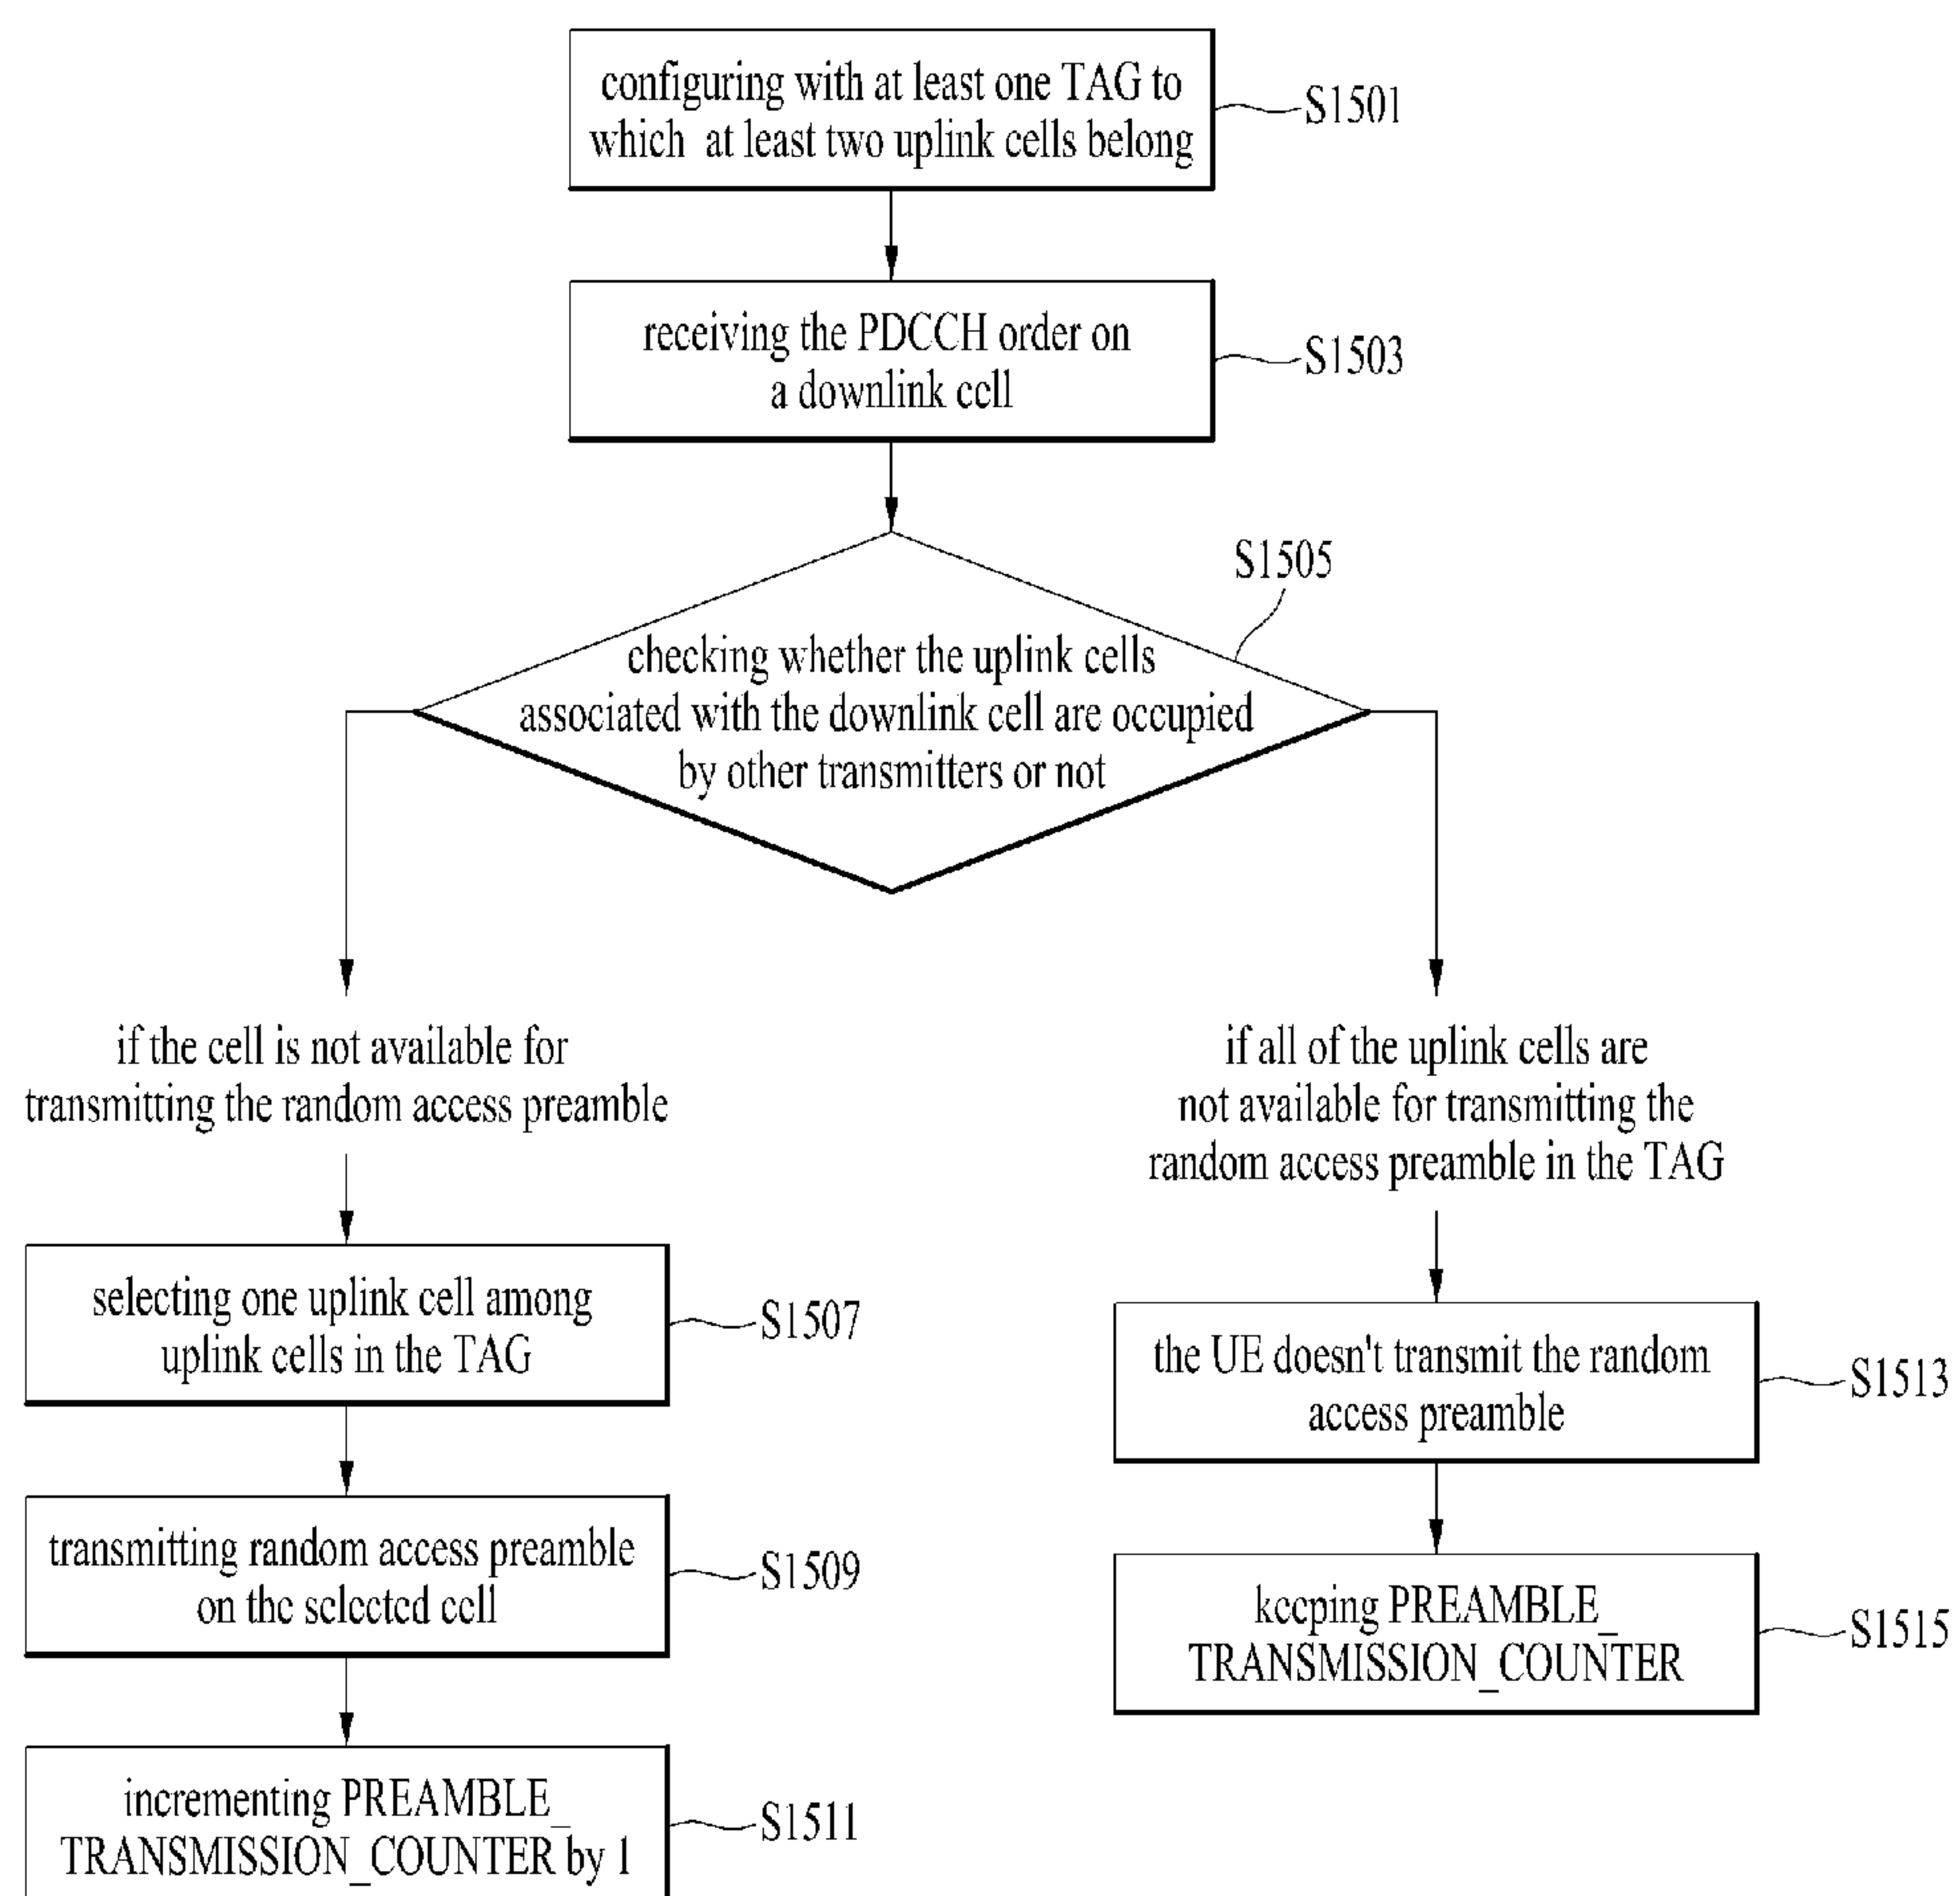 configuring with at least one TAG to
which at least two uplink cells belong
S1501
receiving the PDCCH order on
a downlink cell
S1503
S1505
checking whether the uplink cells
associated with the downlink cell are occupied
by other transmitters or not
if the cell is not available for
transmitting the random access preamble
selecting one uplink cell among
uplink cells in the TAG
S1507
transmitting random access preamble
on the selected cell
S1509
incrementing PREAMBLE_
TRANSMISSION_COUNTER by 1
S1511
if all of the uplink cells are
not available for transmitting the
random access preamble in the TAG
the UE doesn't transmit the random
access preamble
S1513
keeping PREAMBLE_
TRANSMISSION_COUNTER
S1515